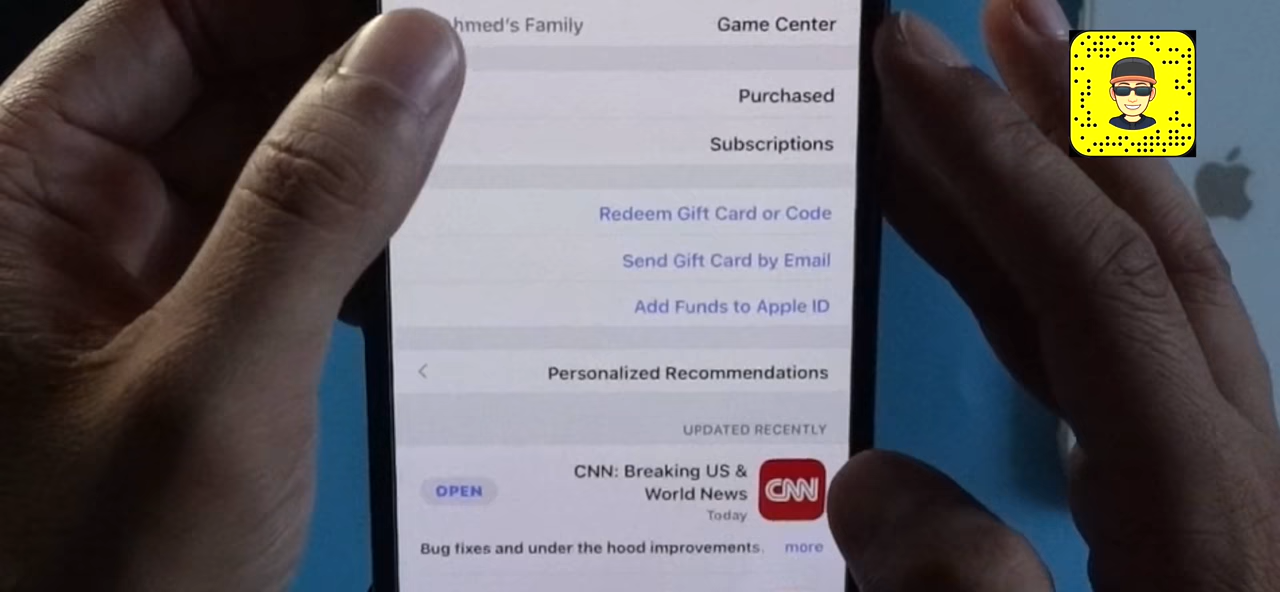 hmed's Family Game Center
Purchased
Subscriptions
Redeem Gift Card or Code
Send Gift Card by Email
Add Funds to Apple ID
Personalized Recommendations
UPDATED RECENTLY
CNN: Breaking US &
World News
Today
OPEN
CNN
Bug fixes and under the hood improvements. more